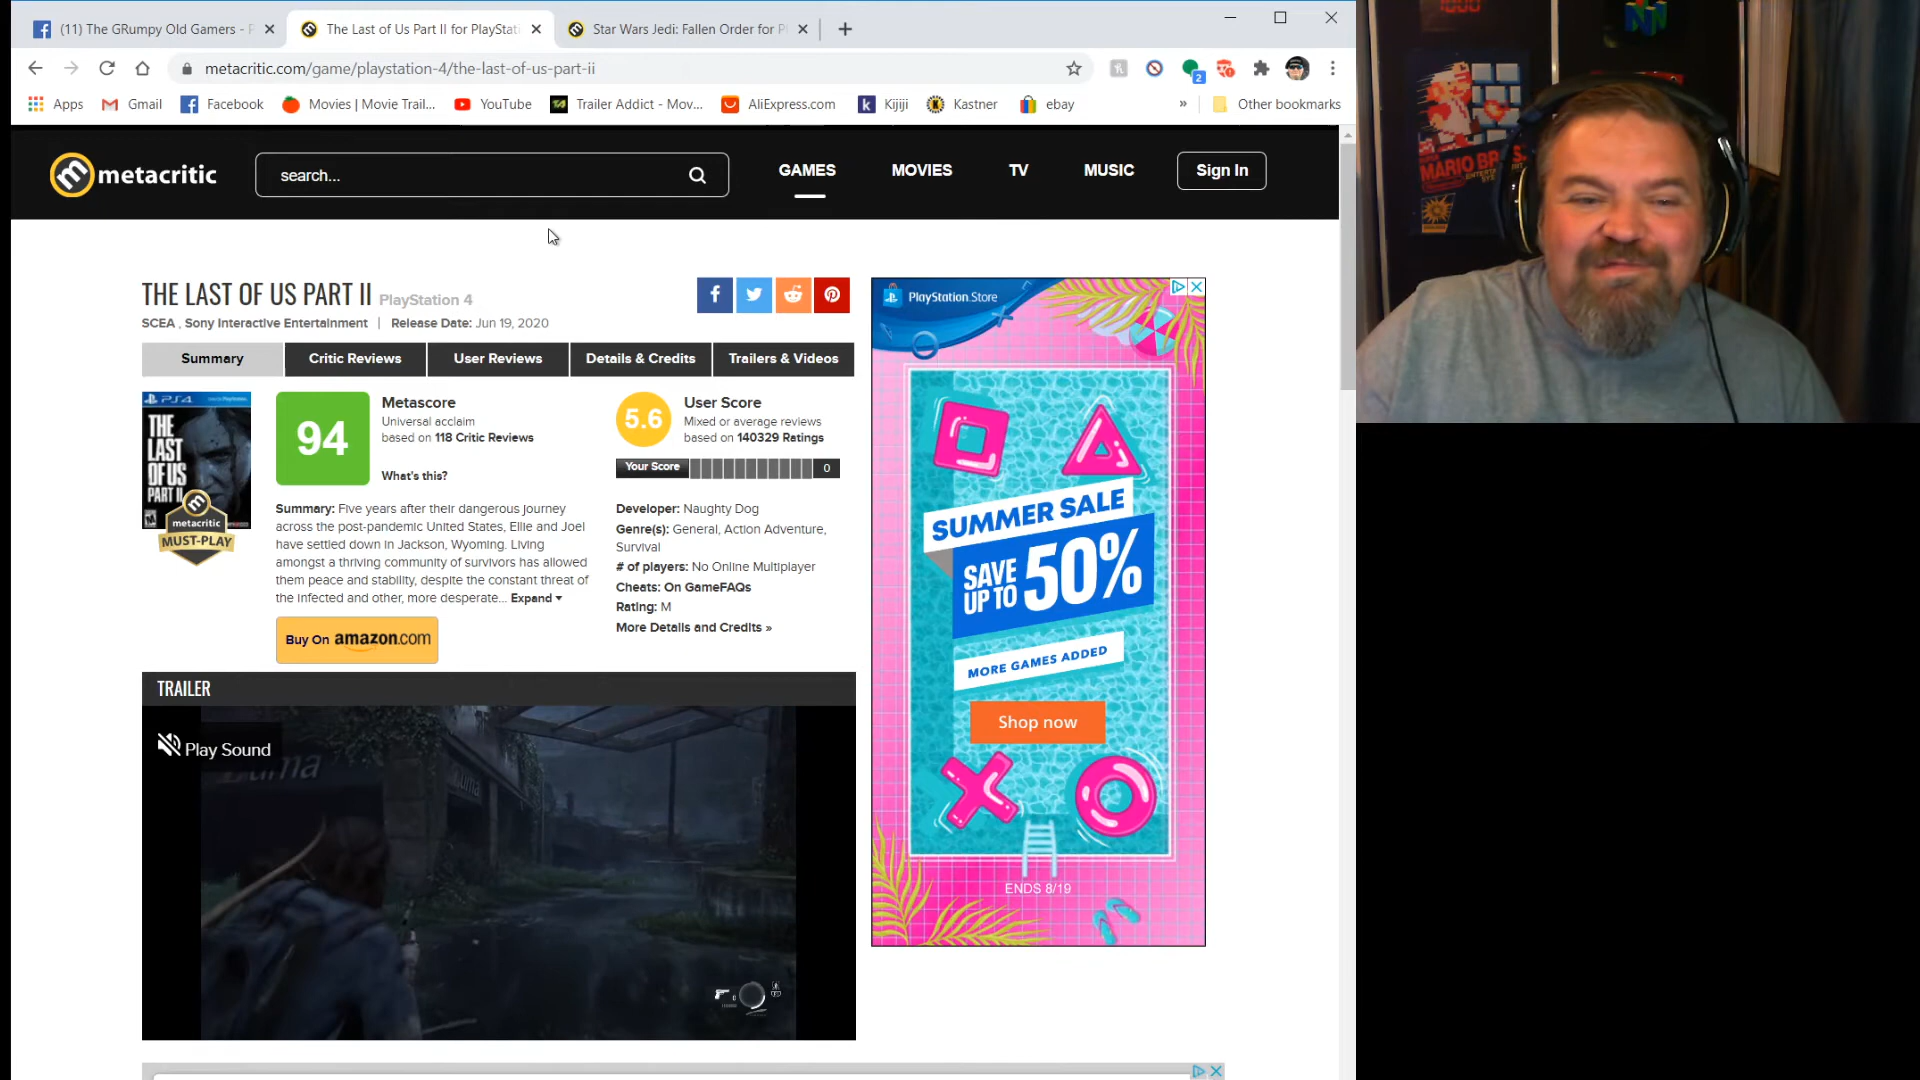 (11) The GRumpy Old Gamers - P
The Last of Us Part II for PlayStati
Star Wars Jedi: Fallen Order for Pl
metacritic.com/game/playstation-4/the-last-of-us-part-ii
2
Apps
Gmail
Facebook
Movies | Movie Trail...
YouTube
Trailer Addict - Mov...
AliExpress.com
Kijiji
Kastner
ebay
»
Other bookmarks
metacritic
search...
GAMES
MOVIES
TV
MUSIC
Sign In
THE LAST OF US PART II PlayStation 4
SCEA , Sony Interactive Entertainment | Release Date: Jun 19, 2020
Summary
Critic Reviews
User Reviews
Details & Credits
Trailers & Videos
PS4
THE
LAST
OF US
PART II
metacritic
MUST-PLAY
94
Metascore
Universal acclaim
based on 118 Critic Reviews
What's this?
5.6
User Score
Mixed or average reviews
based on 140329 Ratings
Your Score
0
Summary: Five years after their dangerous journey
across the post-pandemic United States, Ellie and Joel
have settled down in Jackson, Wyoming. Living
amongst a thriving community of survivors has allowed
them peace and stability, despite the constant threat of
the infected and other, more desperate... Expand
Buy On amazon.com
Developer: Naughty Dog
Genre(s): General, Action Adventure,
Survival
# of players: No Online Multiplayer
Cheats: On GameFAQs
Rating: M
More Details and Credits »
TRAILER
Play Sound
PlayStation Store
SUMMER SALE
SAVE
UP TO 50%
MORE GAMES ADDED
Shop now
ENDS 8/19
SUPER
MARIO BR